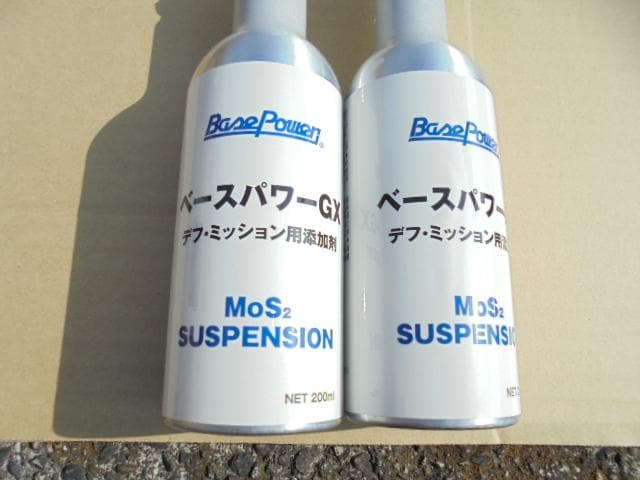 BasePower®
ベースパワーGX
デフ・ミッション用添加剤
MoS₂
SUSPENSION
NET 200ml
BasePower
ベースパワー
デフ・ミッション用
MoS₂
SUSPENSION
NET